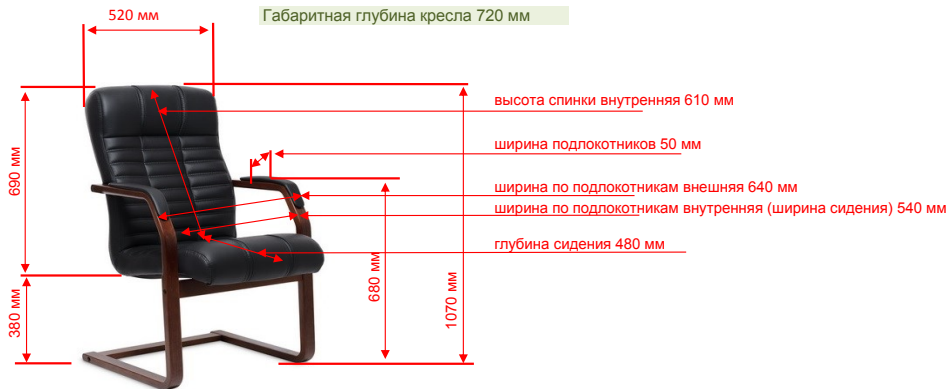 520 мм
Габаритная глубина кресла 720 мм
высота спинки внутренняя 610 мм
ширина подлокотников 50 мм
690 мм
ширина по подлокотникам внешняя 640 мм
ширина по подлокотникам внутренняя (ширина сидения) 540 мм
глубина сидения 480 мм
380 мм
680 мм
1070 мм